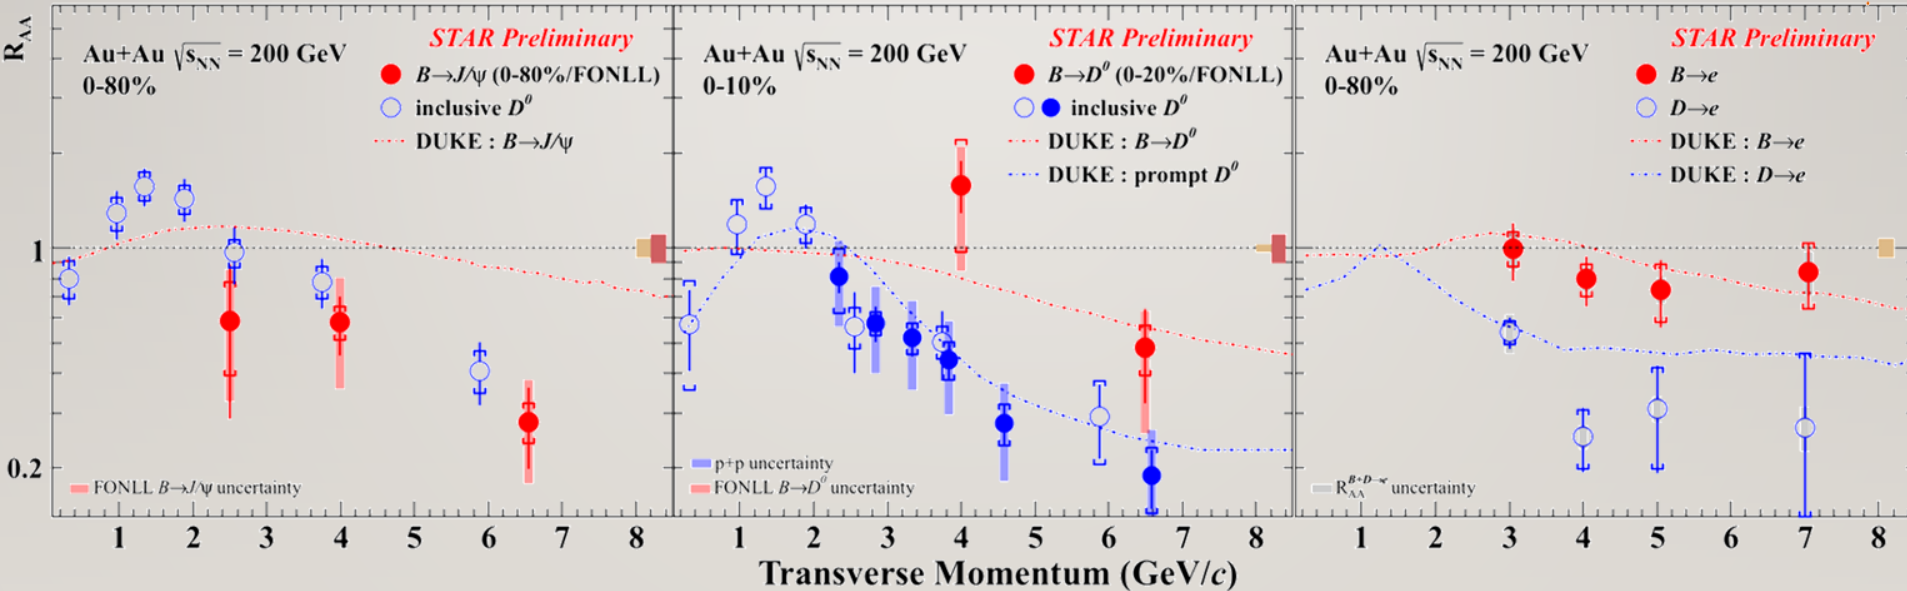 R_AA
STAR Preliminary
Au+Au √s_NN = 200 GeV
0-80%
B→J/ψ (0-80%/FONLL)
inclusive D⁰
DUKE : B→J/ψ
1
0.2
FONLL B→J/ψ uncertainty
1 2 3 4 5 6 7 8
STAR Preliminary
Au+Au √s_NN = 200 GeV
0-10%
B→D⁰ (0-20%/FONLL)
inclusive D⁰
DUKE : B→D⁰
DUKE : prompt D⁰
p+p uncertainty
FONLL B→D⁰ uncertainty
1 2 3 4 5 6 7 8
STAR Preliminary
Au+Au √s_NN = 200 GeV
0-80%
B→e
D→e
DUKE : B→e
DUKE : D→e
R_AA^B+D→e uncertainty
1 2 3 4 5 6 7 8
Transverse Momentum (GeV/c)